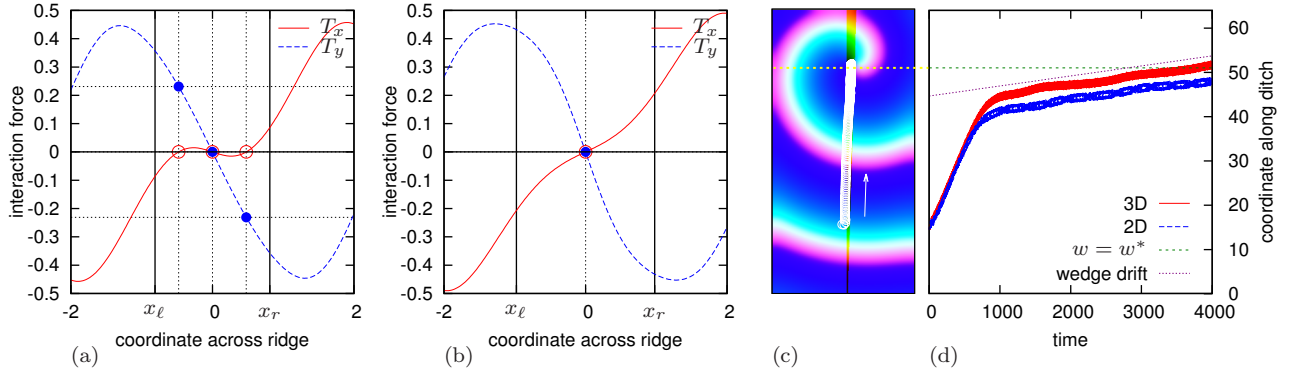 0.5
0.4
0.3
0.2
0.1
0
-0.1
-0.2
-0.3
-0.4
-0.5
interaction force
T_x
T_y
-2
x_ℓ
0
x_r
2
coordinate across ridge
(a)
0.5
0.4
0.3
0.2
0.1
0
-0.1
-0.2
-0.3
-0.4
-0.5
interaction force
T_x
T_y
-2
x_ℓ
0
x_r
2
coordinate across ridge
(b)
(c)
60
50
40
30
20
10
0
coordinate along ditch
3D
2D
w = w*
wedge drift
0
1000
2000
3000
4000
time
(d)